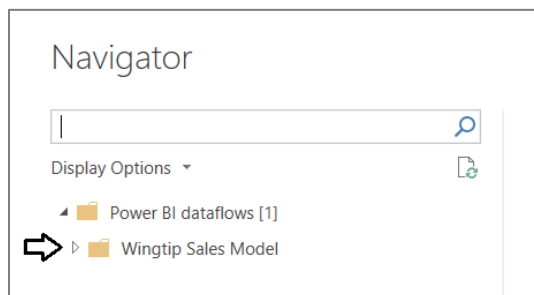 Navigator
Display Options
Power BI dataflows [1]
Wingtip Sales Model